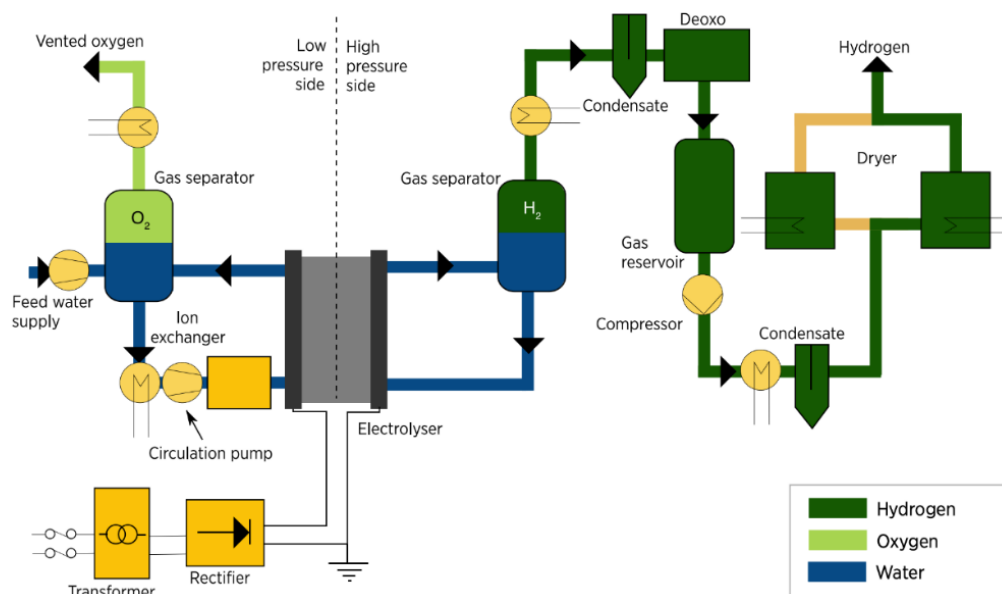 Vented oxygen
Low
pressure
side
High
pressure
side
Deoxo
Condensate
Hydrogen
Dryer
Gas separator
O2
Gas separator
H2
Gas
reservoir
Feed water
supply
Ion
exchanger
Compressor
Condensate
Circulation pump
Electrolyser
Transformer
Rectifier
Hydrogen
Oxygen
Water